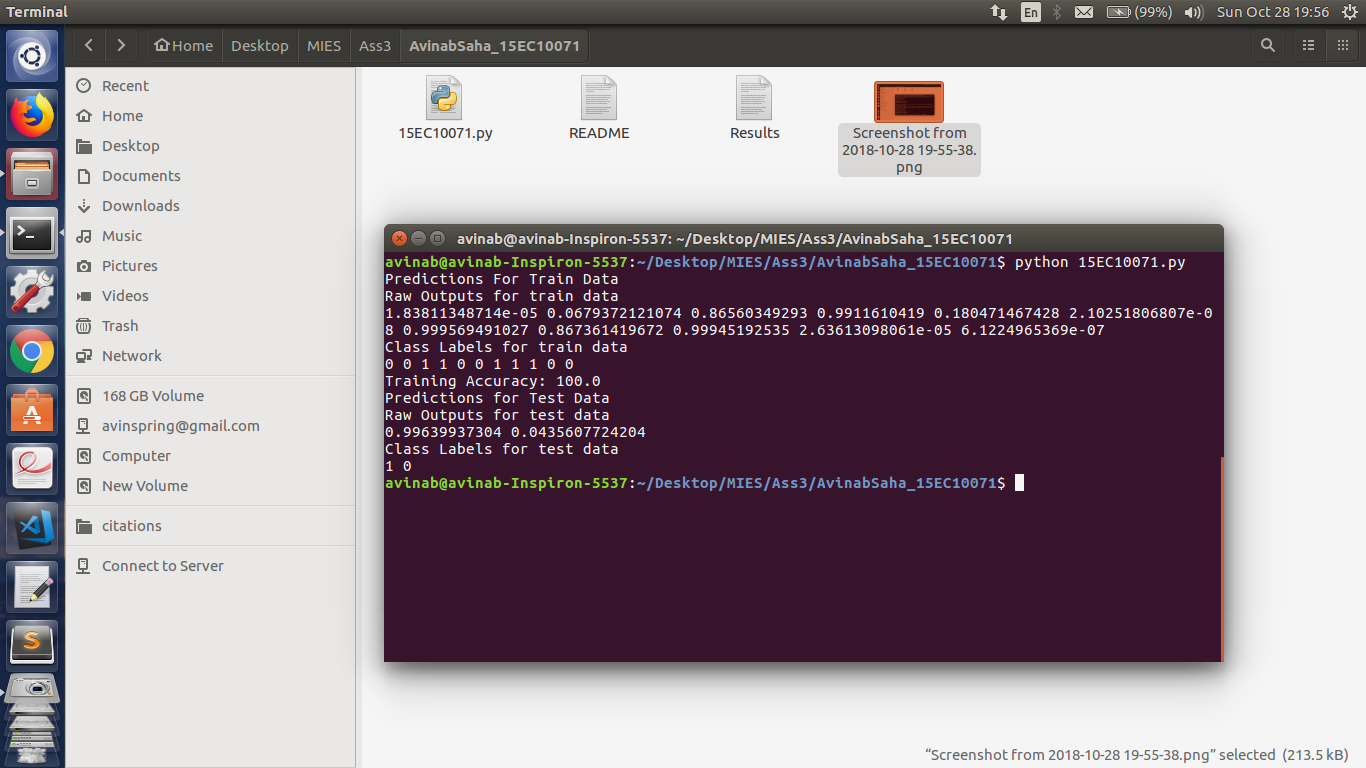 Terminal
En
(99%)
Sun Oct 28 19:56
Home
Desktop
MIES
Ass3
AvinabSaha_15EC10071
Recent
Home
Desktop
Documents
Downloads
Music
Pictures
Videos
Trash
Network
168 GB Volume
avinspring@gmail.com
Computer
New Volume
citations
Connect to Server
15EC10071.py
README
Results
Screenshot from
2018-10-28 19-55-38.
png
avinab@avinab-Inspiron-5537: ~/Desktop/MIES/Ass3/AvinabSaha_15EC10071
avinab@avinab-Inspiron-5537:~/Desktop/MIES/Ass3/AvinabSaha_15EC10071$ python 15EC10071.py
Predictions For Train Data
Raw Outputs for train data
1.83811348714e-05 0.0679372121074 0.86560349293 0.9911610419 0.180471467428 2.10251806807e-0
8 0.999569491027 0.867361419672 0.99945192535 2.63613098061e-05 6.1224965369e-07
Class Labels for train data
0 0 1 1 0 0 1 1 1 0 0
Training Accuracy: 100.0
Predictions for Test Data
Raw Outputs for test data
0.99639937304 0.0435607724204
Class Labels for test data
1 0
avinab@avinab-Inspiron-5537:~/Desktop/MIES/Ass3/AvinabSaha_15EC10071$
“Screenshot from 2018-10-28 19-55-38.png” selected (213.5 kB)